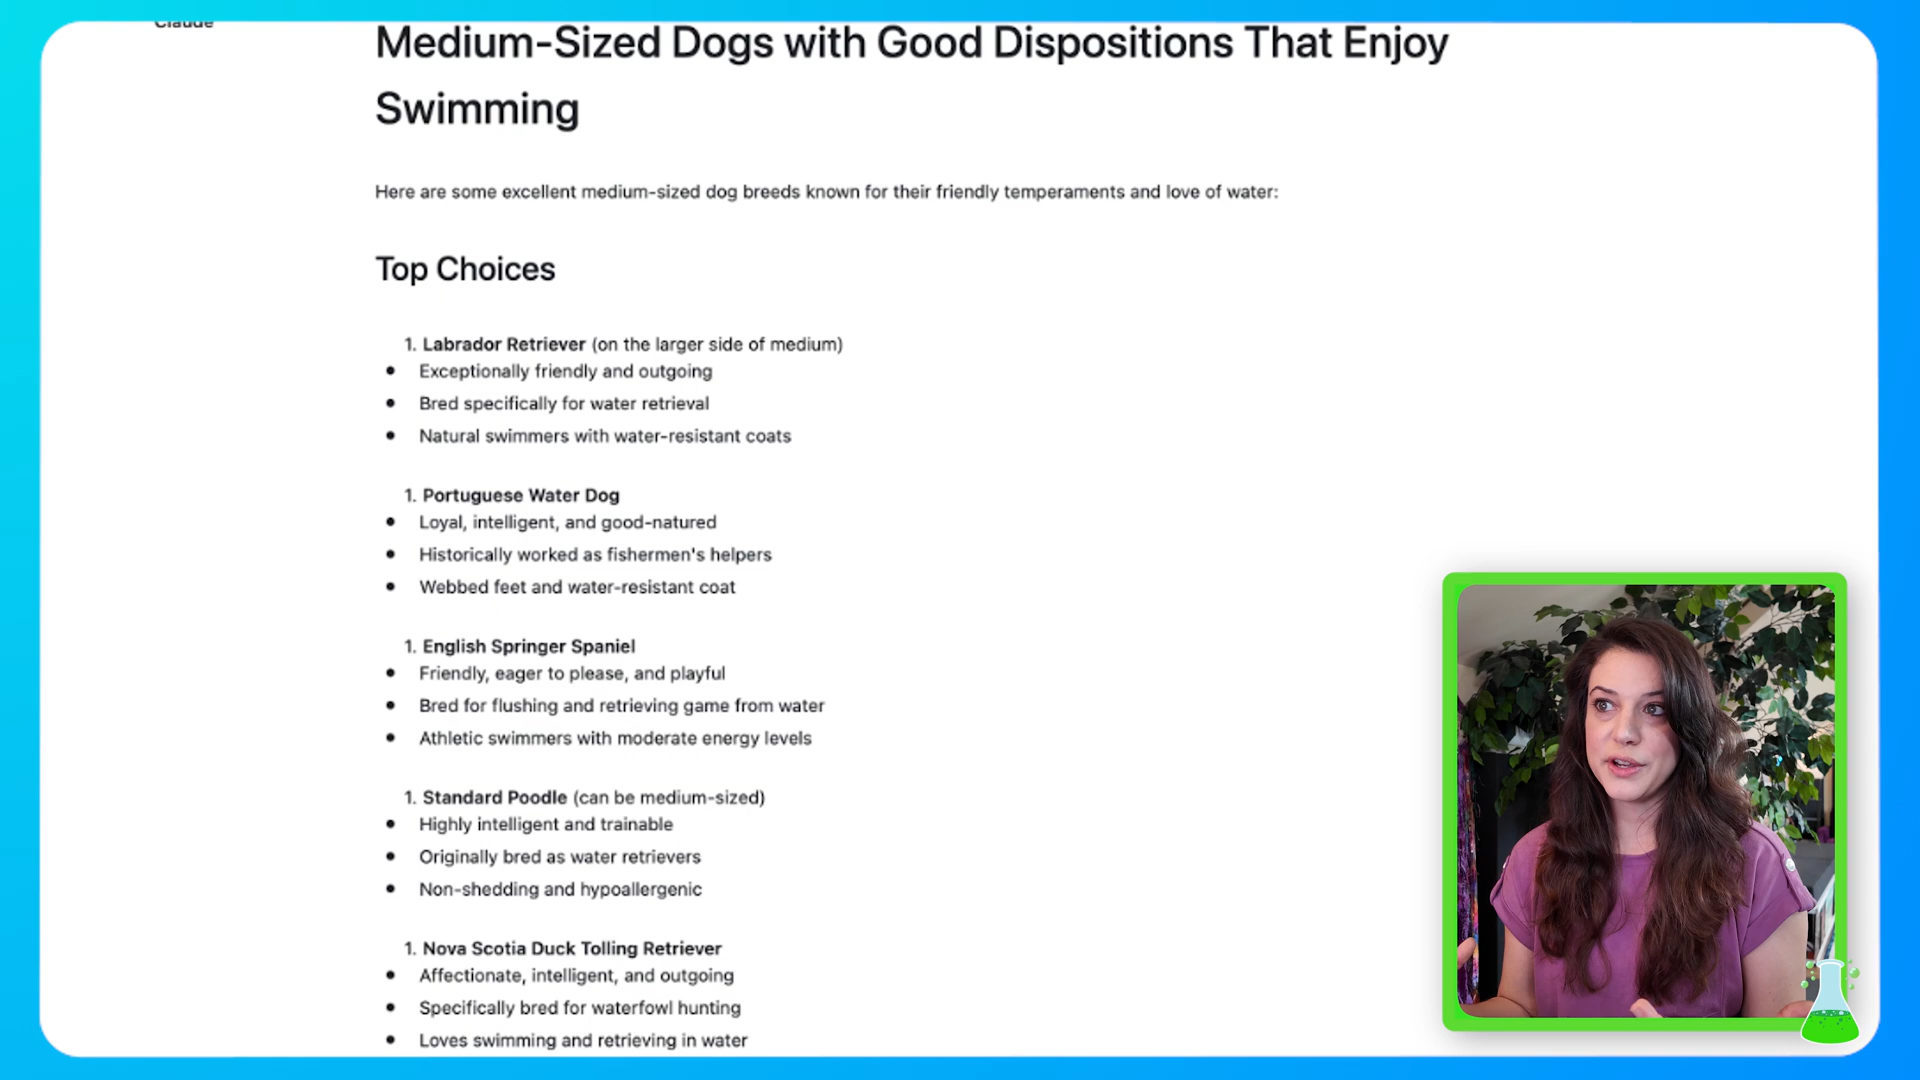 Claude
Medium-Sized Dogs with Good Dispositions That Enjoy
Swimming
Here are some excellent medium-sized dog breeds known for their friendly temperaments and love of water:
Top Choices
1. Labrador Retriever (on the larger side of medium)
• Exceptionally friendly and outgoing
• Bred specifically for water retrieval
• Natural swimmers with water-resistant coats
1. Portuguese Water Dog
• Loyal, intelligent, and good-natured
• Historically worked as fishermen's helpers
• Webbed feet and water-resistant coat
1. English Springer Spaniel
• Friendly, eager to please, and playful
• Bred for flushing and retrieving game from water
• Athletic swimmers with moderate energy levels
1. Standard Poodle (can be medium-sized)
• Highly intelligent and trainable
• Originally bred as water retrievers
• Non-shedding and hypoallergenic
1. Nova Scotia Duck Tolling Retriever
• Affectionate, intelligent, and outgoing
• Specifically bred for waterfowl hunting
• Loves swimming and retrieving in water